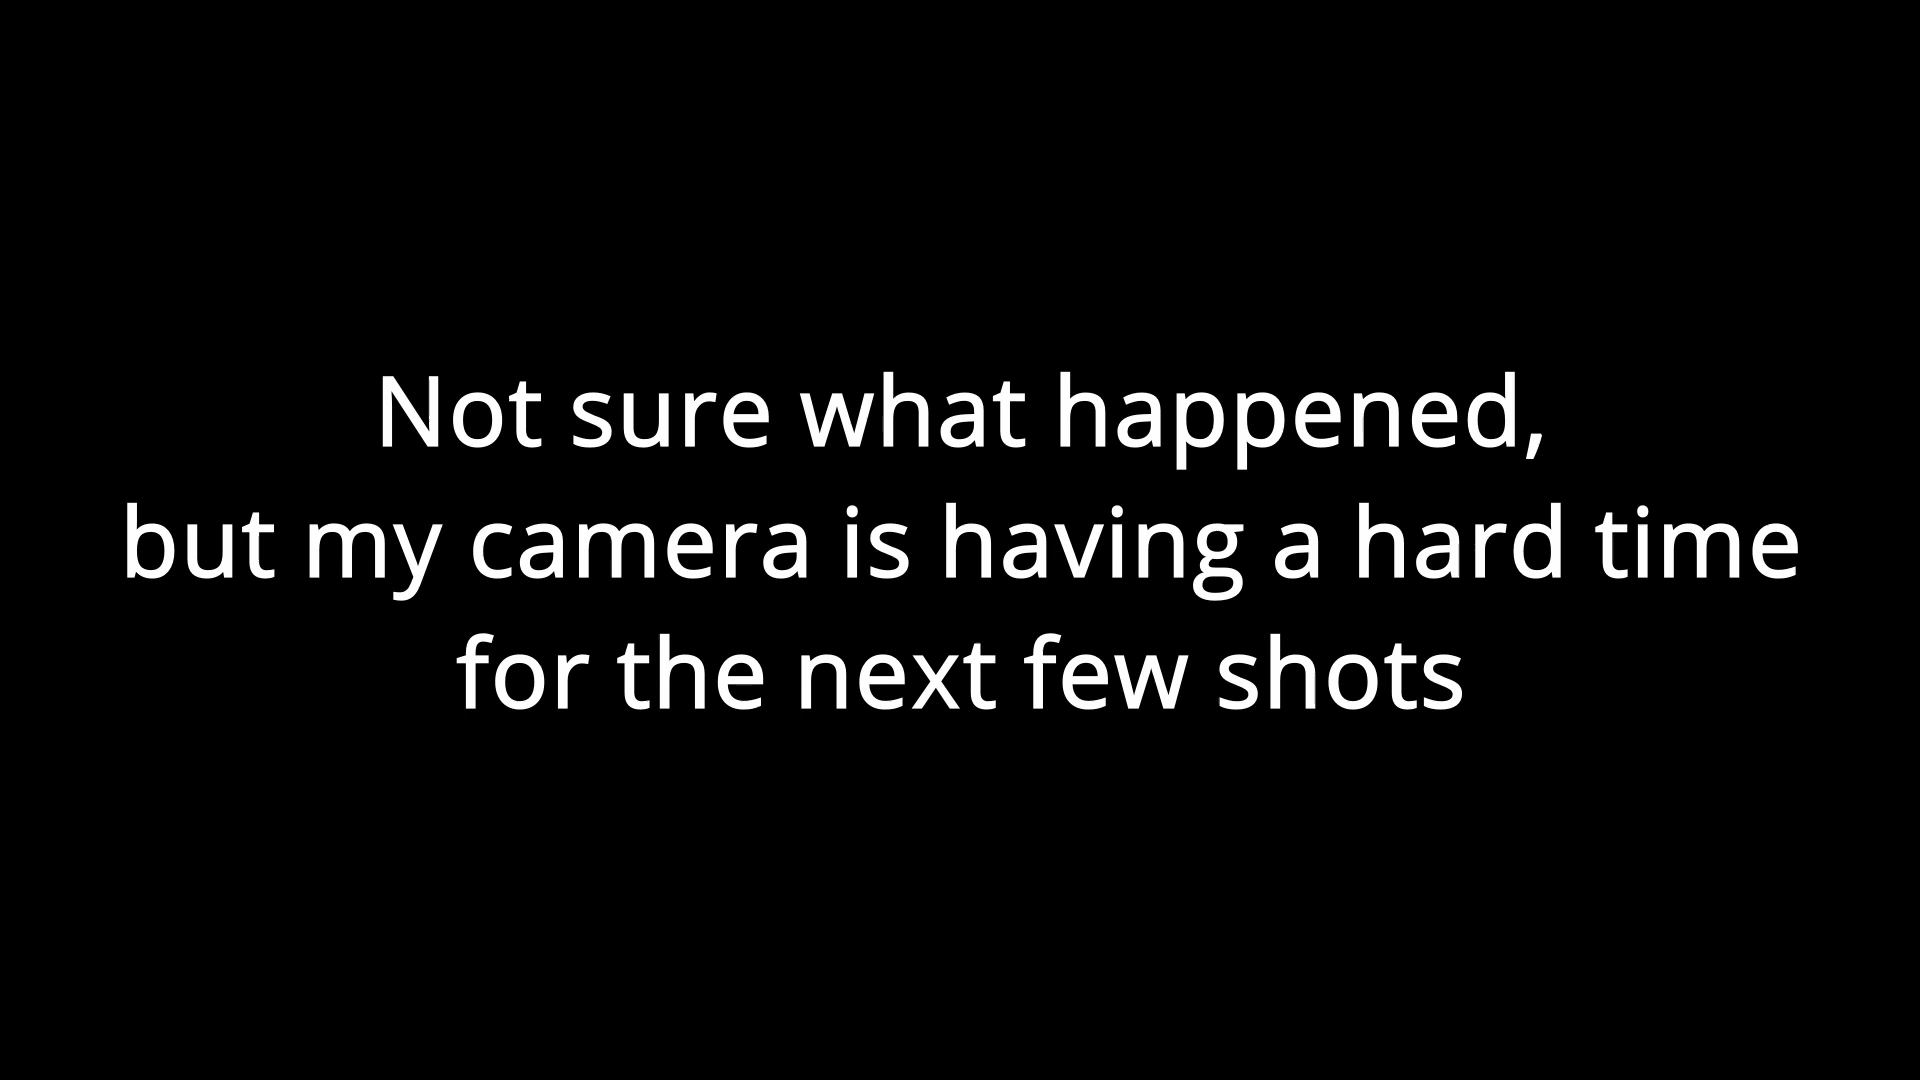 Not sure what happened,
but my camera is having a hard time
for the next few shots